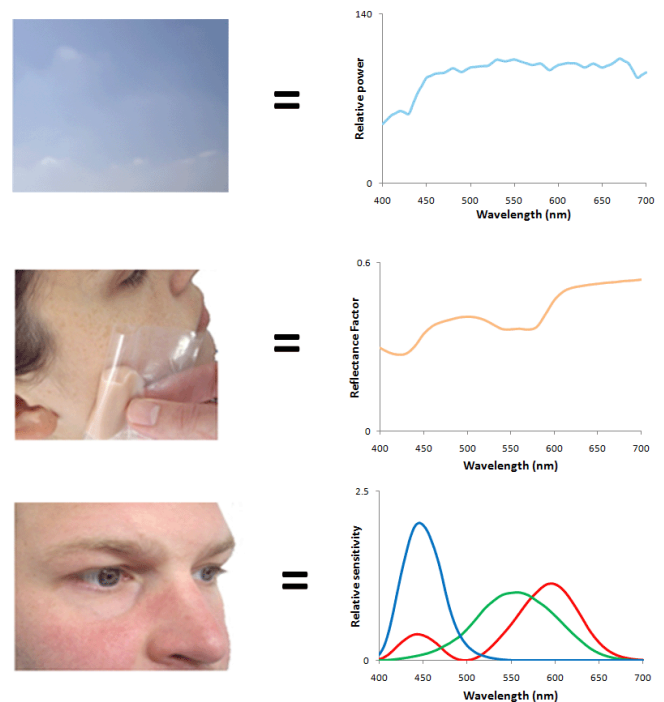 =
140
Relative power
0
400 450 500 550 600 650 700
Wavelength (nm)
=
0.6
Reflectance Factor
0
400 450 500 550 600 650 700
Wavelength (nm)
=
2.5
Relative sensitivity
0
400 450 500 550 600 650 700
Wavelength (nm)